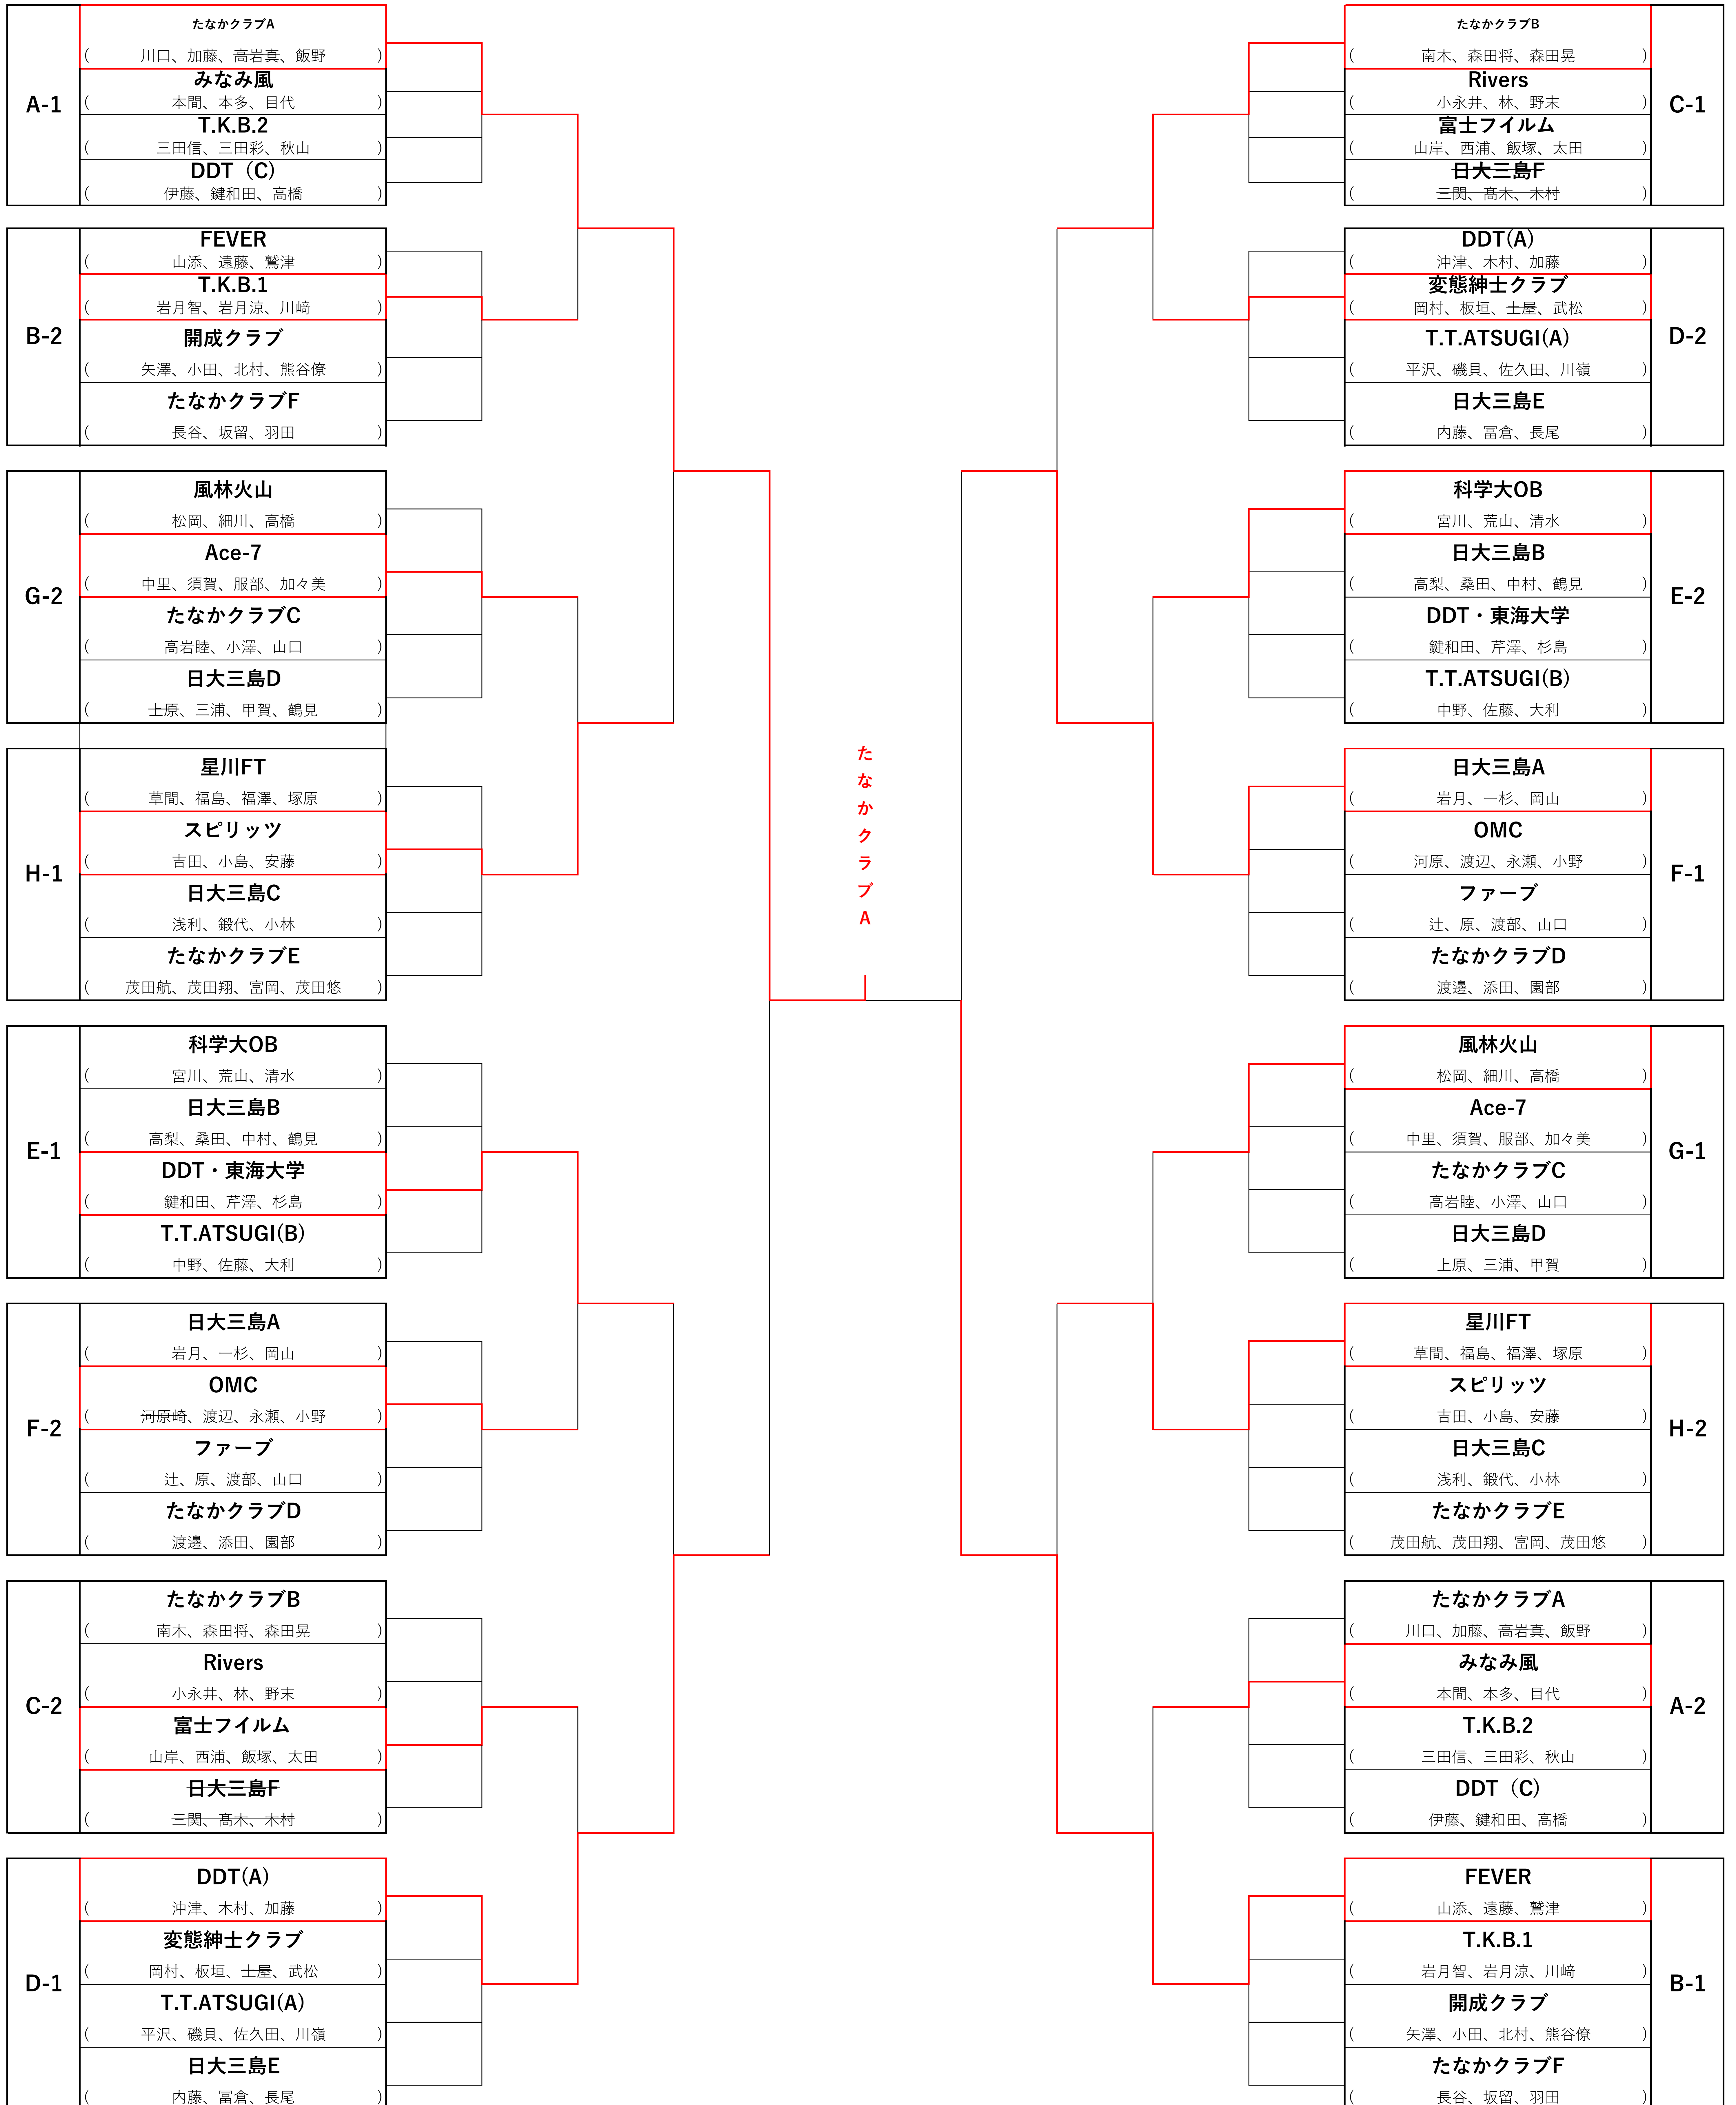 A-1
たなかクラブA
( 川口、加藤、高岩真、飯野 )
みなみ風
( 本間、本多、目代 )
T.K.B.2
( 三田信、三田彩、秋山 )
DDT（C）
( 伊藤、鍵和田、高橋 )
B-2
FEVER
( 山添、遠藤、鷲津 )
T.K.B.1
( 岩月智、岩月涼、川﨑 )
開成クラブ
( 矢澤、小田、北村、熊谷僚 )
たなかクラブF
( 長谷、坂留、羽田 )
G-2
風林火山
( 松岡、細川、高橋 )
Ace-7
( 中里、須賀、服部、加々美 )
たなかクラブC
( 高岩睦、小澤、山口 )
日大三島D
( 土原、三浦、甲賀、鶴見 )
H-1
星川FT
( 草間、福島、福澤、塚原 )
スピリッツ
( 吉田、小島、安藤 )
日大三島C
( 浅利、鍛代、小林 )
たなかクラブE
( 茂田航、茂田翔、富岡、茂田悠 )
E-1
科学大OB
( 宮川、荒山、清水 )
日大三島B
( 高梨、桑田、中村、鶴見 )
DDT・東海大学
( 鍵和田、芹澤、杉島 )
T.T.ATSUGI(B)
( 中野、佐藤、大利 )
F-2
日大三島A
( 岩月、一杉、岡山 )
OMC
( 河原崎、渡辺、永瀬、小野 )
ファーブ
( 辻、原、渡部、山口 )
たなかクラブD
( 渡邊、添田、園部 )
C-2
たなかクラブB
( 南木、森田将、森田晃 )
Rivers
( 小永井、林、野末 )
富士フイルム
( 山岸、西浦、飯塚、太田 )
日大三島F
( 三関、髙木、木村 )
D-1
DDT(A)
( 沖津、木村、加藤 )
変態紳士クラブ
( 岡村、板垣、土屋、武松 )
T.T.ATSUGI(A)
( 平沢、磯貝、佐久田、川嶺 )
日大三島E
( 内藤、冨倉、長尾 )
たなかクラブA
たなかクラブB
( 南木、森田将、森田晃 )
Rivers
( 小永井、林、野末 )
富士フイルム
( 山岸、西浦、飯塚、太田 )
日大三島F
( 三関、髙木、木村 )
C-1
DDT(A)
( 沖津、木村、加藤 )
変態紳士クラブ
( 岡村、板垣、土屋、武松 )
T.T.ATSUGI(A)
( 平沢、磯貝、佐久田、川嶺 )
日大三島E
( 内藤、冨倉、長尾 )
D-2
科学大OB
( 宮川、荒山、清水 )
日大三島B
( 高梨、桑田、中村、鶴見 )
DDT・東海大学
( 鍵和田、芹澤、杉島 )
T.T.ATSUGI(B)
( 中野、佐藤、大利 )
E-2
日大三島A
( 岩月、一杉、岡山 )
OMC
( 河原、渡辺、永瀬、小野 )
ファーブ
( 辻、原、渡部、山口 )
たなかクラブD
( 渡邊、添田、園部 )
F-1
風林火山
( 松岡、細川、高橋 )
Ace-7
( 中里、須賀、服部、加々美 )
たなかクラブC
( 高岩睦、小澤、山口 )
日大三島D
( 上原、三浦、甲賀 )
G-1
星川FT
( 草間、福島、福澤、塚原 )
スピリッツ
( 吉田、小島、安藤 )
日大三島C
( 浅利、鍛代、小林 )
たなかクラブE
( 茂田航、茂田翔、富岡、茂田悠 )
H-2
たなかクラブA
( 川口、加藤、高岩真、飯野 )
みなみ風
( 本間、本多、目代 )
T.K.B.2
( 三田信、三田彩、秋山 )
DDT（C）
( 伊藤、鍵和田、高橋 )
A-2
FEVER
( 山添、遠藤、鷲津 )
T.K.B.1
( 岩月智、岩月涼、川﨑 )
開成クラブ
( 矢澤、小田、北村、熊谷僚 )
たなかクラブF
( 長谷、坂留、羽田 )
B-1